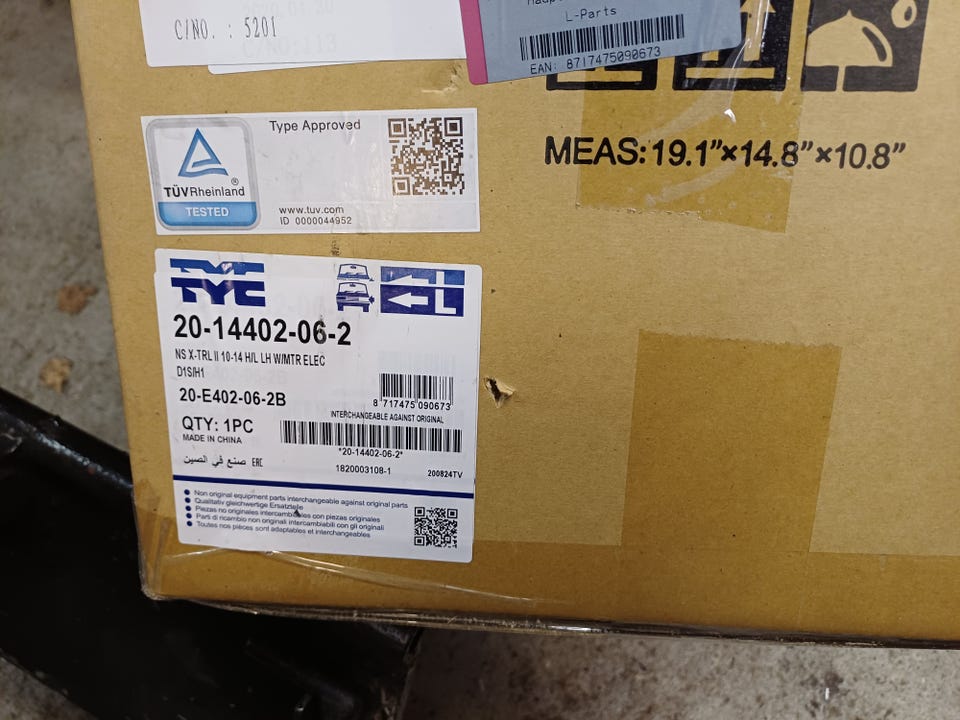 C/NO. : 5201
L-Parts
EAN: 8717475090673
MEAS: 19.1"×14.8"×10.8"
Type Approved
TÜVRheinland®
TESTED
www.tuv.com
ID 0000044952
TYC
L
20-14402-06-2
NS X-TRL II 10-14 H/L LH W/MTR ELEC
D1S/H1
20-E402-06-2B
8 717475 090673
INTERCHANGEABLE AGAINST ORIGINAL
QTY: 1PC
MADE IN CHINA
*20-14402-06-2*
صنع في الصين EAC
1820003108-1
200824TV
Non original equipment parts interchangeable against original parts
Qualitativ gleichwertige Ersatzteile
Piezas no originales intercambiables con piezas originales
Parti di ricambio non originali intercambiabili con gli originali
Toutes nos pièces sont adaptables et interchangeables